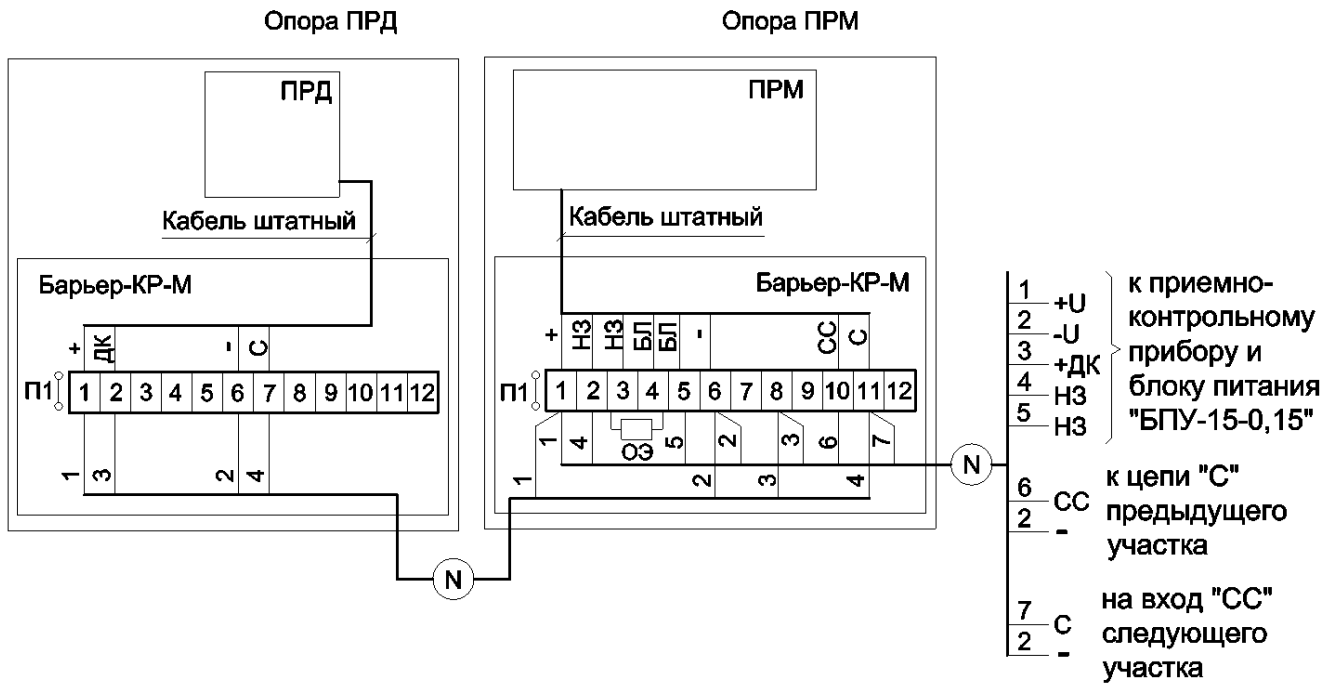 Опора ПРД
Опора ПРМ
ПРД
ПРМ
Кабель штатный
Кабель штатный
Барьер-КР-М
Барьер-КР-М
+ ДК - С
П1 1 2 3 4 5 6 7 8 9 10 11 12
1 3 2 4
+ НЗ НЗ БЛ БЛ - СС С
П1 1 2 3 4 5 6 7 8 9 10 11 12
1 4 ОЭ 5 2 3 6 7
1 2 3 4
N
N
1 +U
2 -U
3 +ДК
4 НЗ
5 НЗ
к приемно-
контрольному
прибору и
блоку питания
"БПУ-15-0,15"
6 СС
2 -
к цепи "С"
предыдущего
участка
7 С
2 -
на вход "СС"
следующего
участка